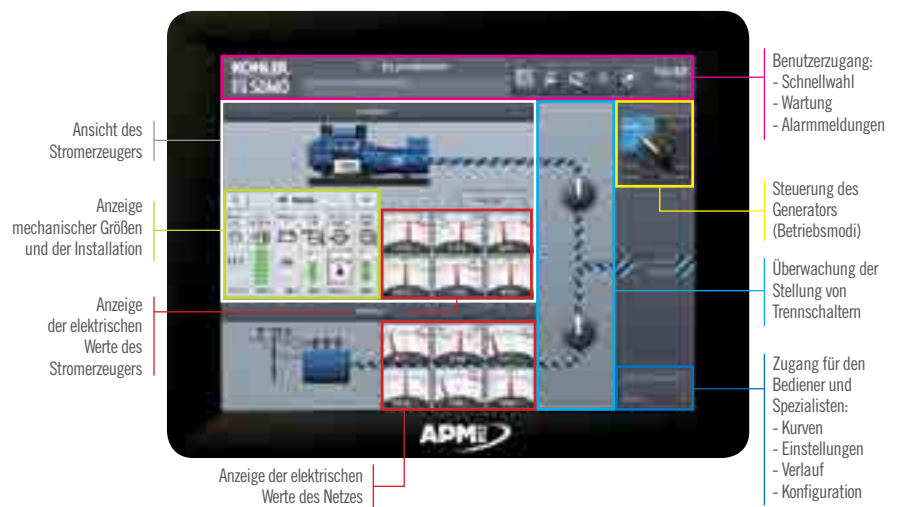 KOHLER
SDMO
Ansicht des
Stromerzeugers
Anzeige
mechanischer Größen
und der Installation
Anzeige
der elektrischen
Werte des
Stromerzeugers
Anzeige der elektrischen
Werte des Netzes
APM
Benutzerzugang:
- Schnellwahl
- Wartung
- Alarmmeldungen
Steuerung des
Generators
(Betriebsmodi)
Überwachung der
Stellung von
Trennschaltern
Zugang für den
Bediener und
Spezialisten:
- Kurven
- Einstellungen
- Verlauf
- Konfiguration